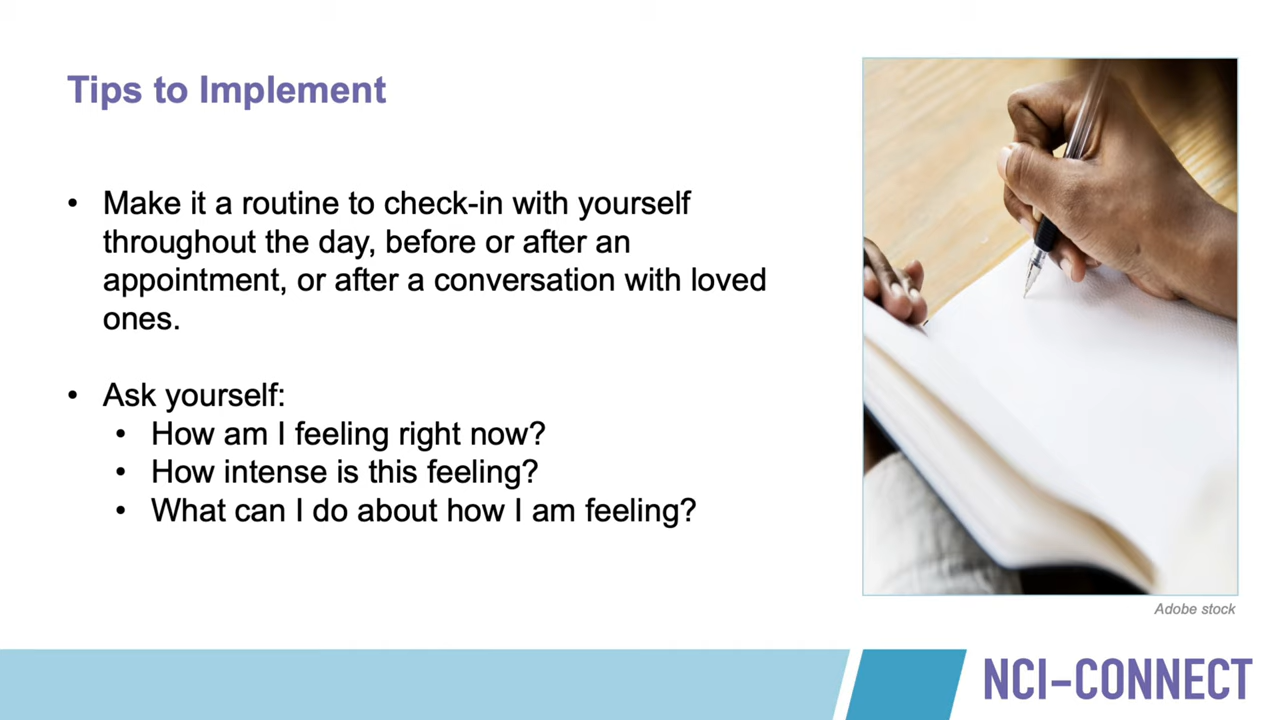 Tips to Implement
• Make it a routine to check-in with yourself
throughout the day, before or after an
appointment, or after a conversation with loved
ones.
• Ask yourself:
• How am I feeling right now?
• How intense is this feeling?
• What can I do about how I am feeling?
Adobe stock
NCI-CONNECT